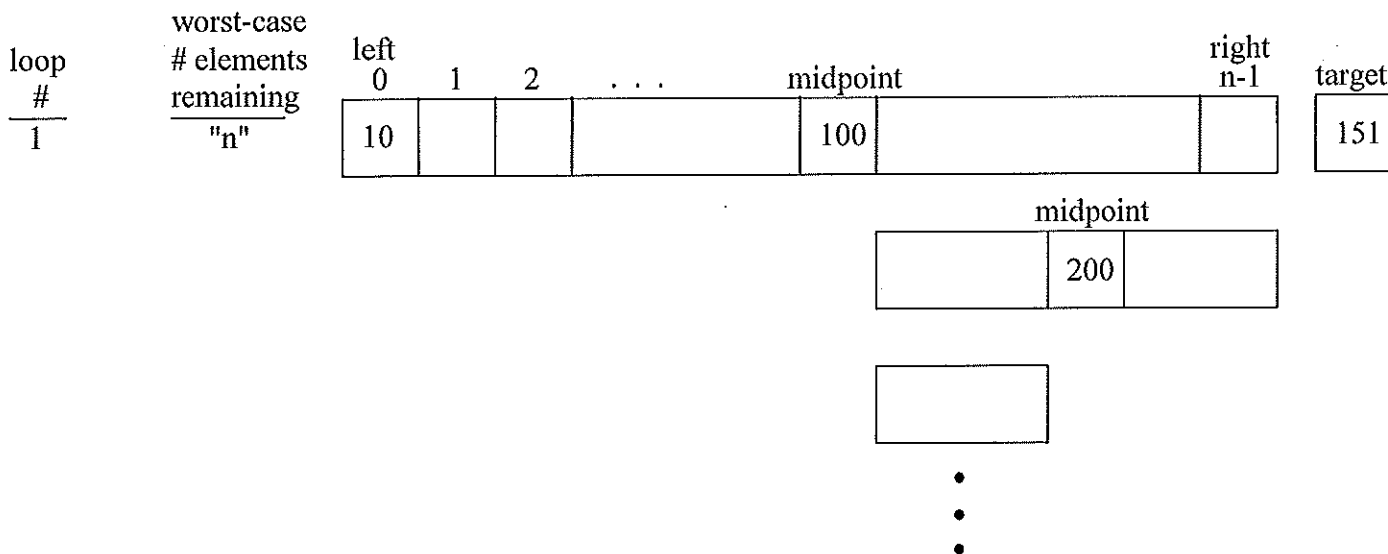 loop
#
1
worst-case
# elements
remaining
"n"
left
0 1 2 . . . midpoint
right
n-1
target
10 100 151
midpoint
200